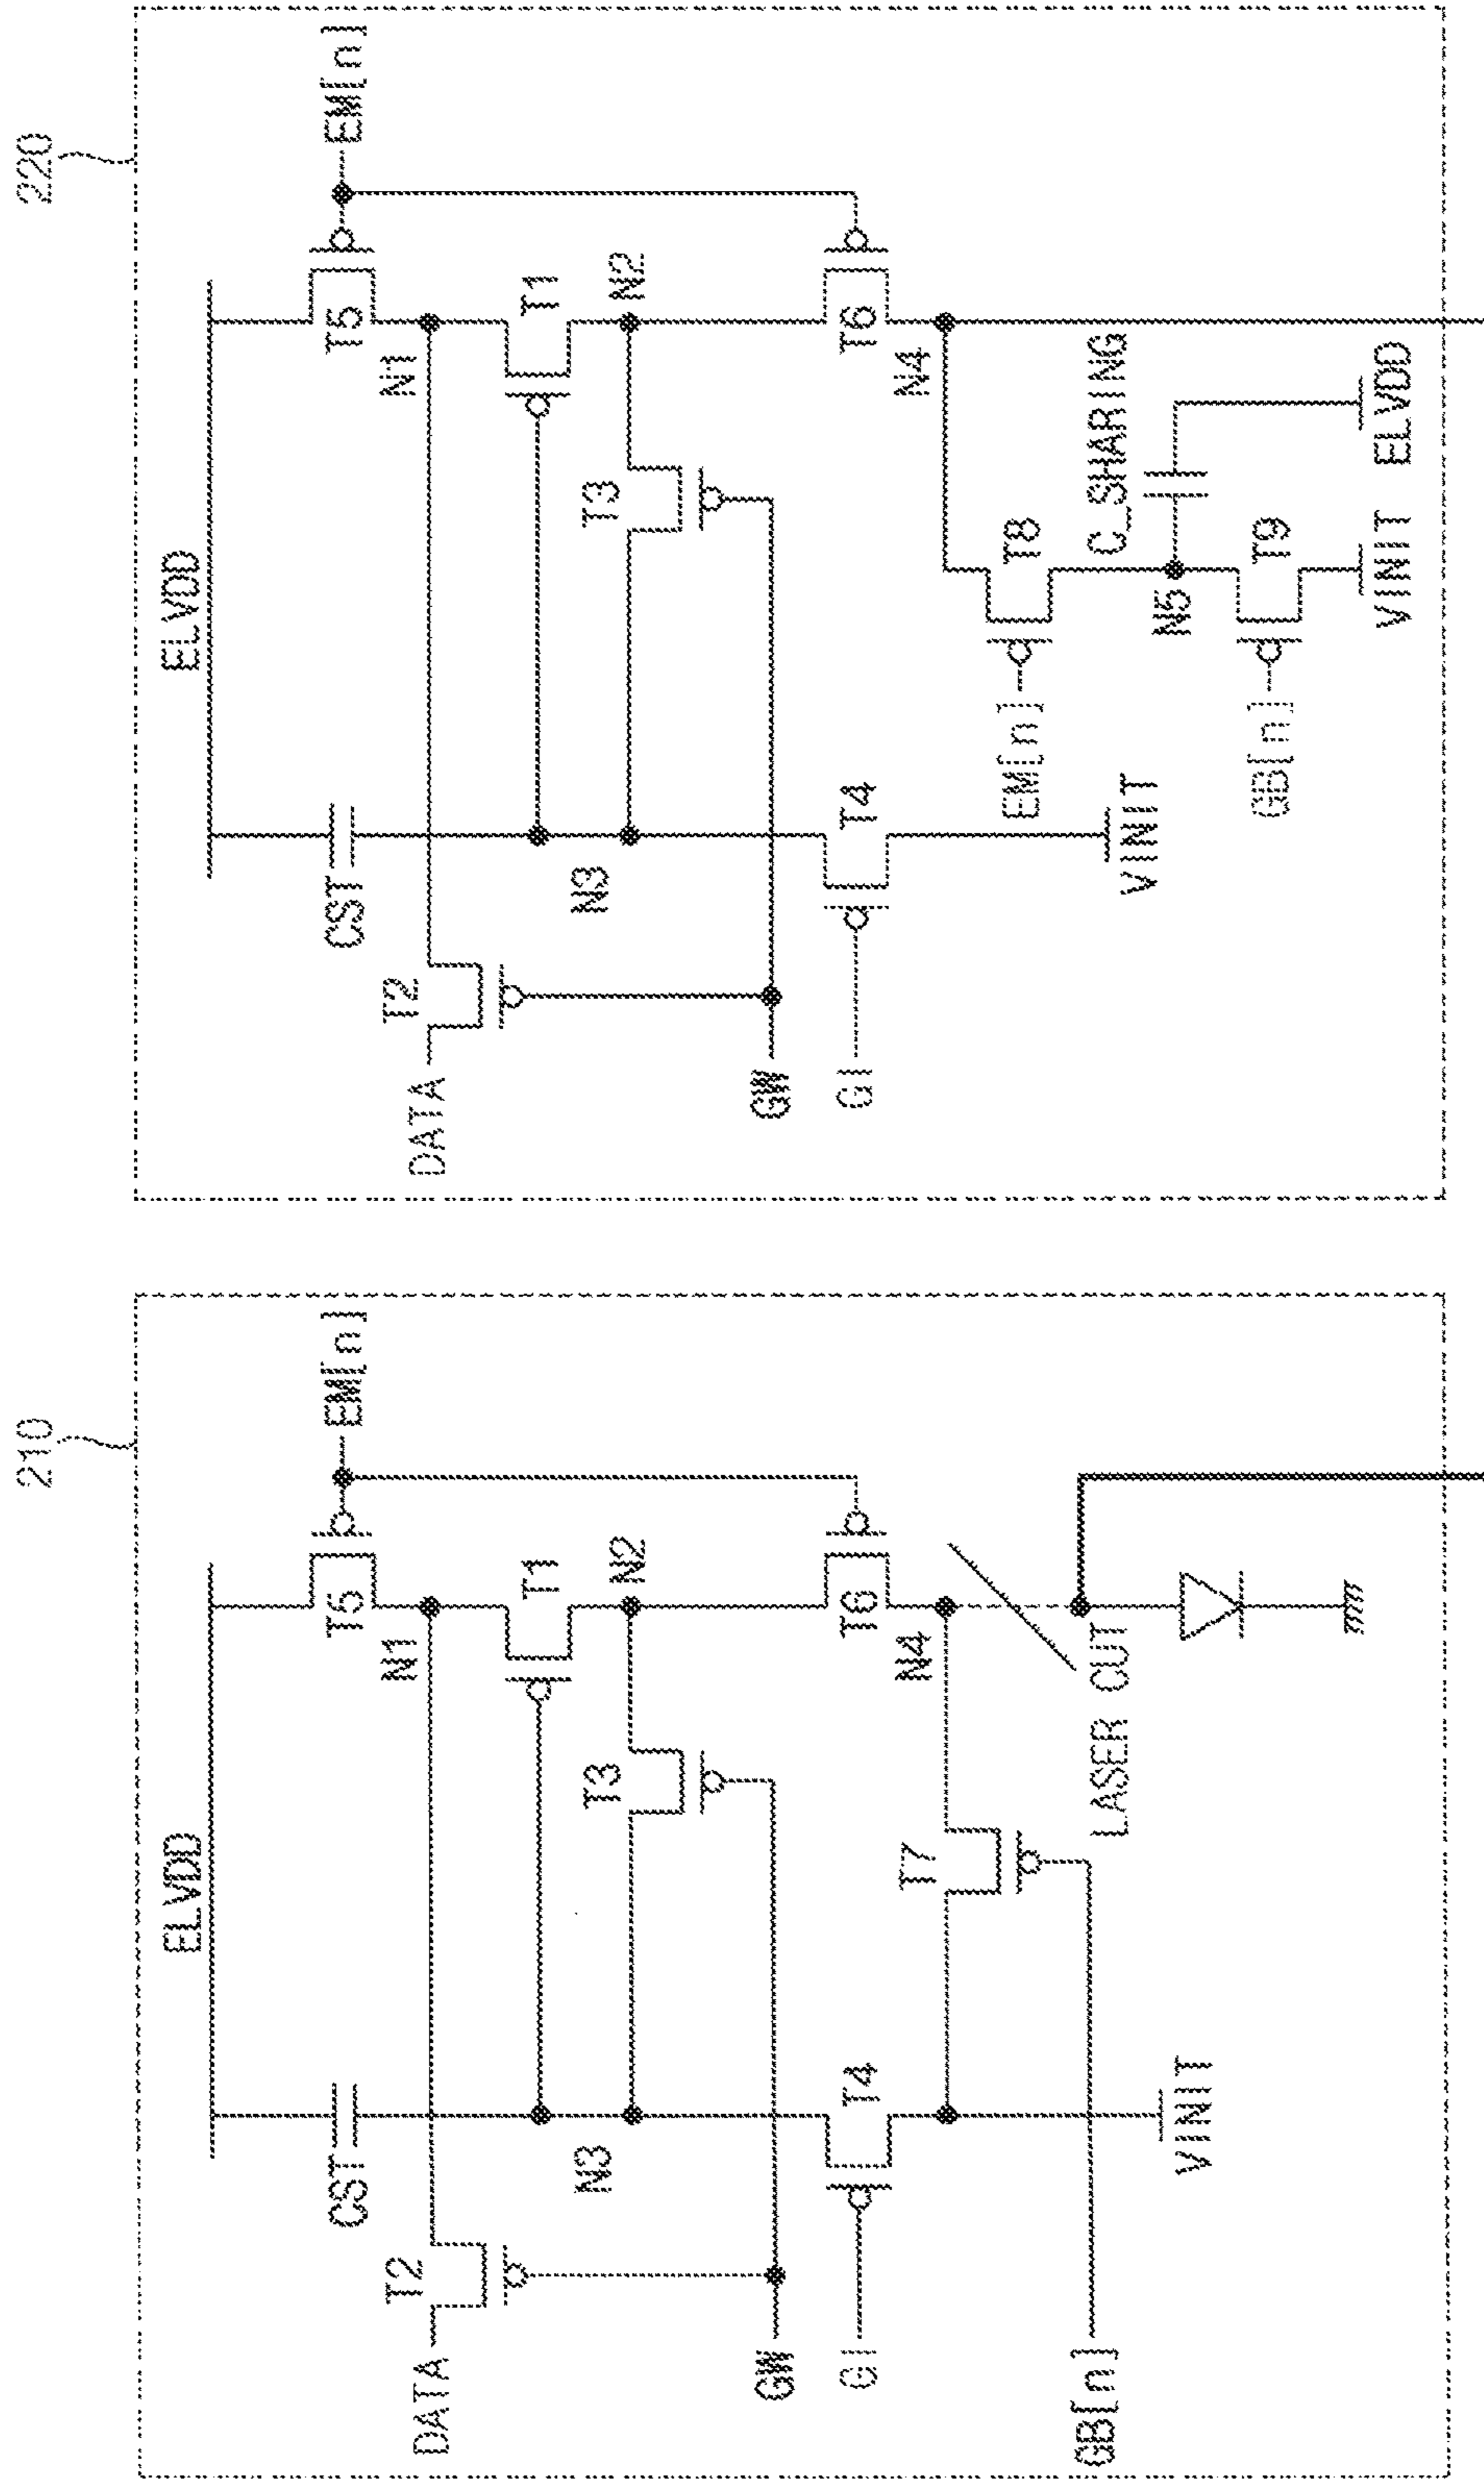 210
ELVDD
CST
T5
EM[n]
N1
T2
DATA
T1
N2
N3
T3
GW
T4
GI
T6
N4
T7
LASER CUT
GB[n]
VINIT
220
ELVDD
CST
T5
EM[n]
N1
T2
DATA
T1
N2
N3
T3
GW
T4
GI
T6
N4
EM[n]
T8
C_SHARING
VINIT
N5
GB[n]
T9
VINIT
ELVDD